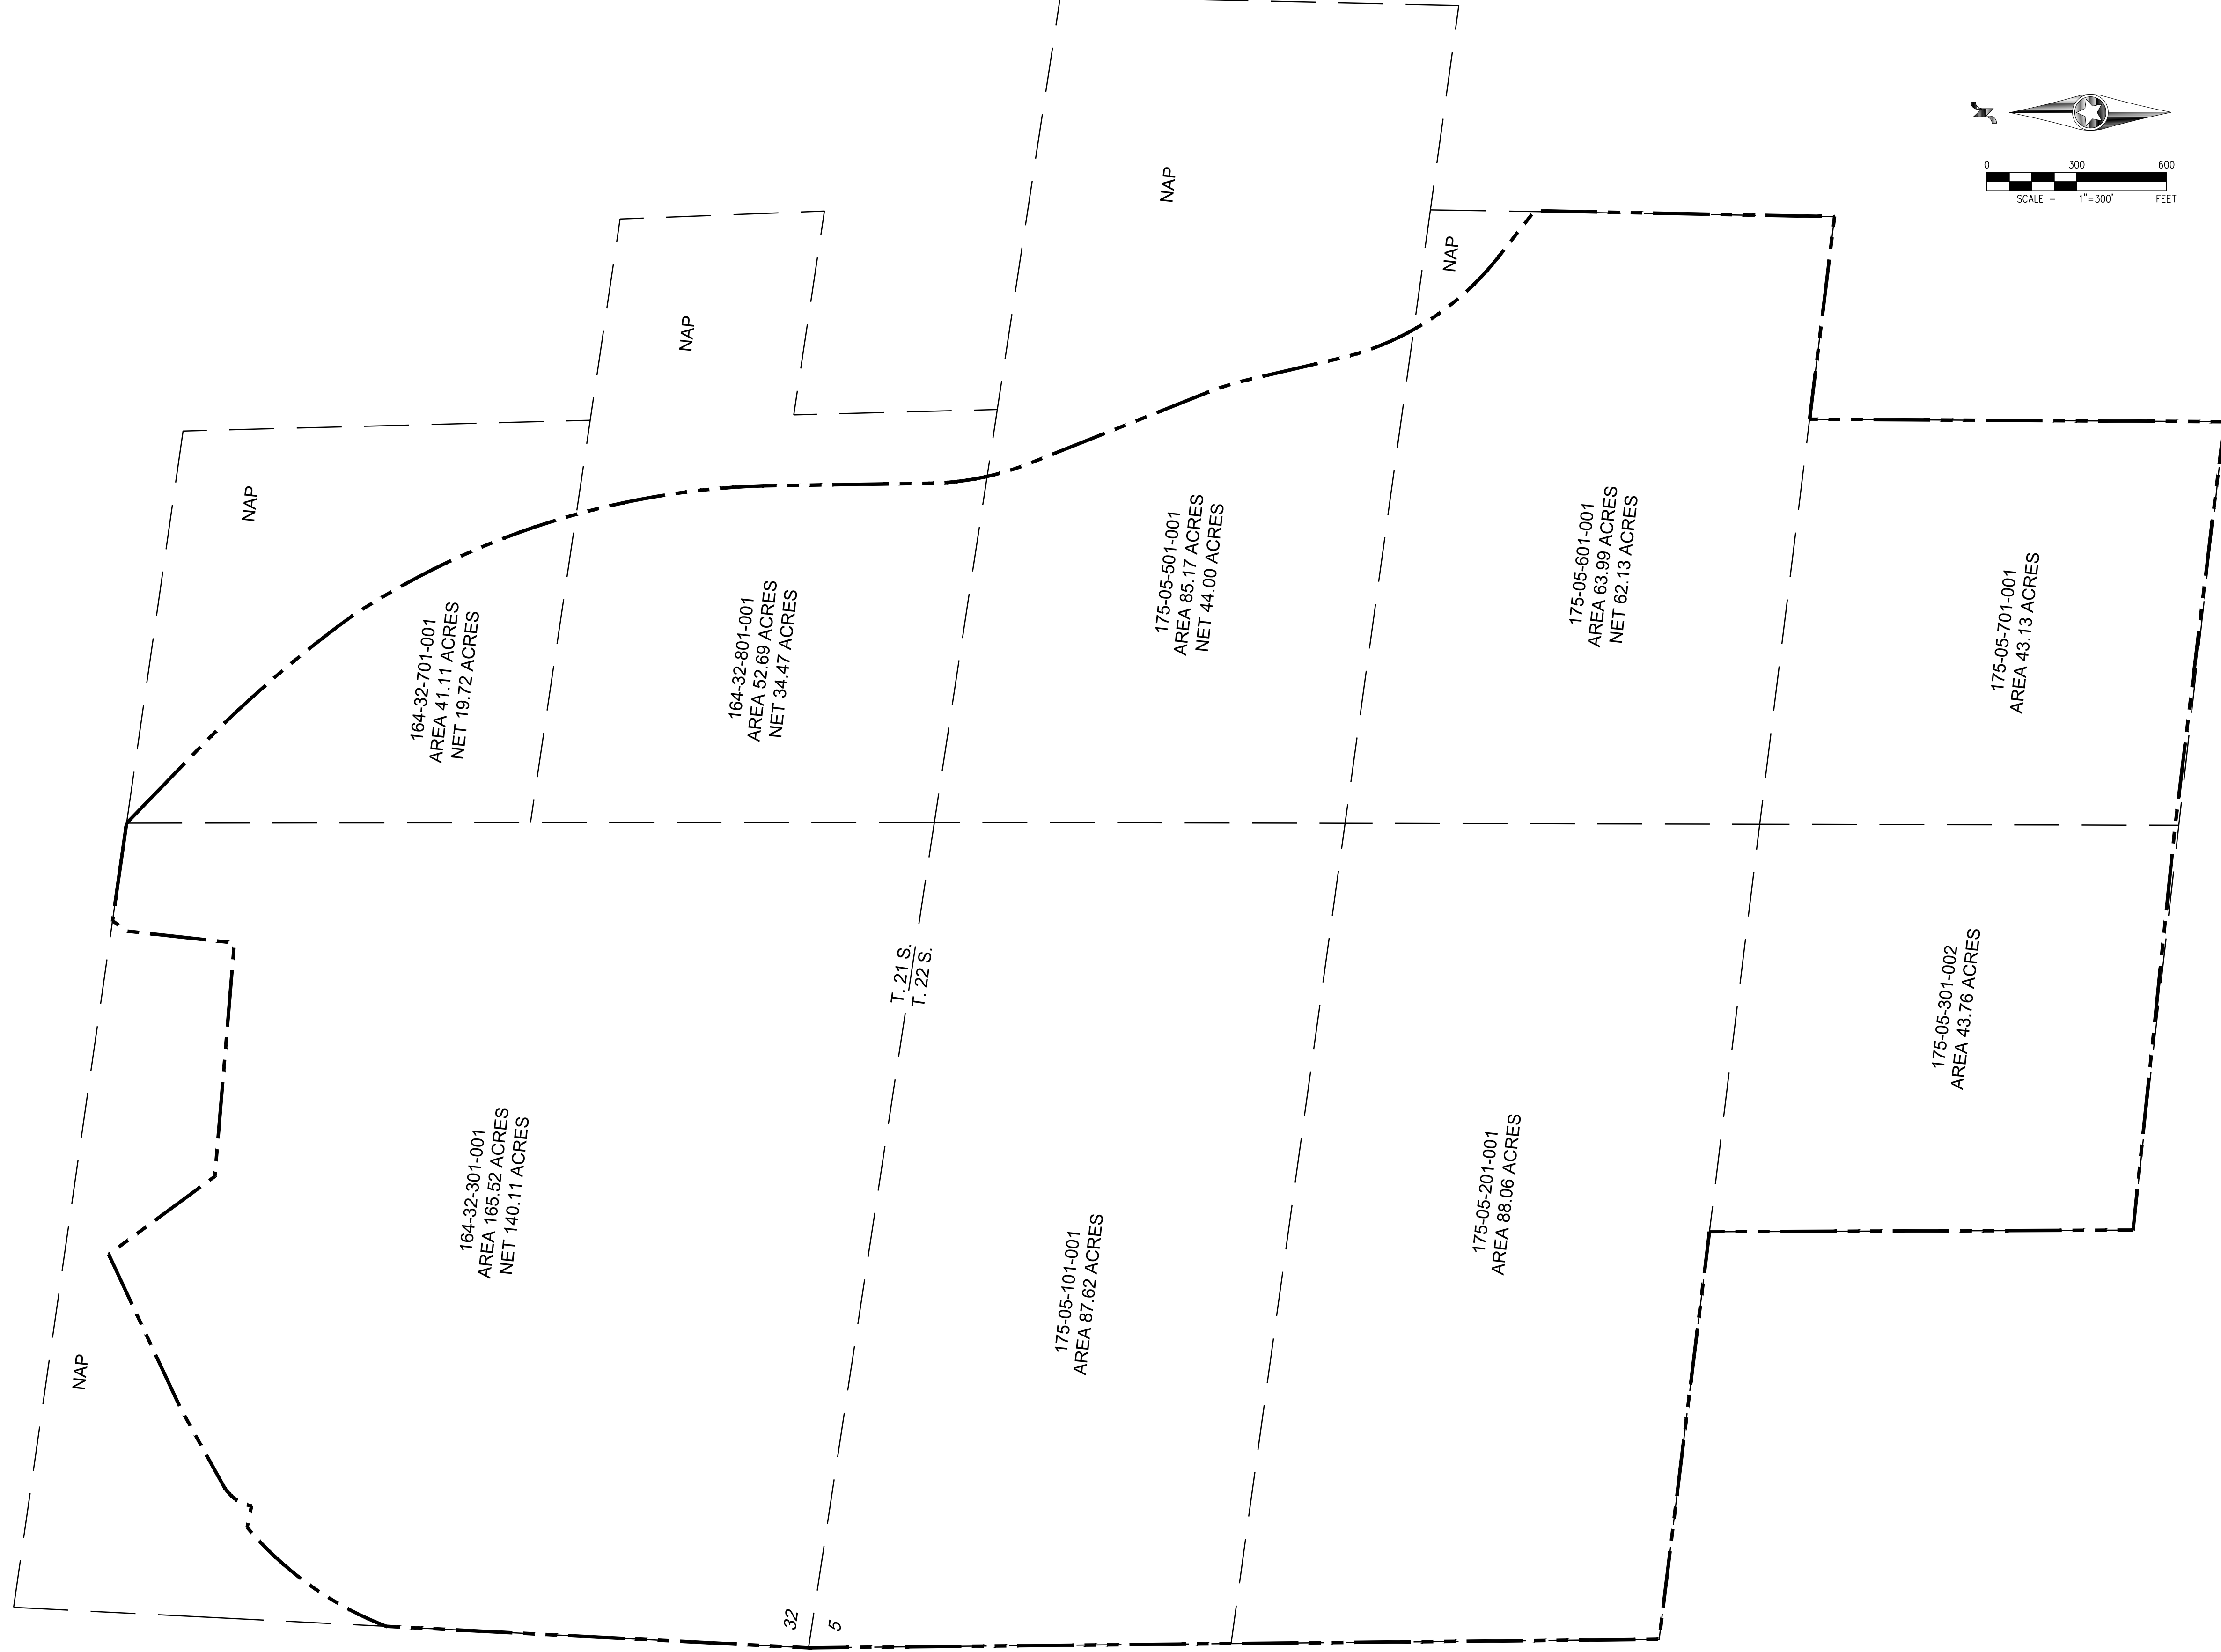 N
0 300 600
SCALE - 1"=300' FEET
NAP
NAP
NAP
NAP
164-32-701-001
AREA 41.11 ACRES
NET 19.72 ACRES
164-32-801-001
AREA 52.69 ACRES
NET 34.47 ACRES
175-05-501-001
AREA 85.17 ACRES
NET 44.00 ACRES
175-05-601-001
AREA 63.99 ACRES
NET 62.13 ACRES
175-05-701-001
AREA 43.13 ACRES
T. 21 S.
T. 22 S.
164-32-301-001
AREA 165.52 ACRES
NET 140.11 ACRES
175-05-101-001
AREA 87.62 ACRES
175-05-201-001
AREA 88.06 ACRES
175-05-301-002
AREA 43.76 ACRES
NAP
32
5